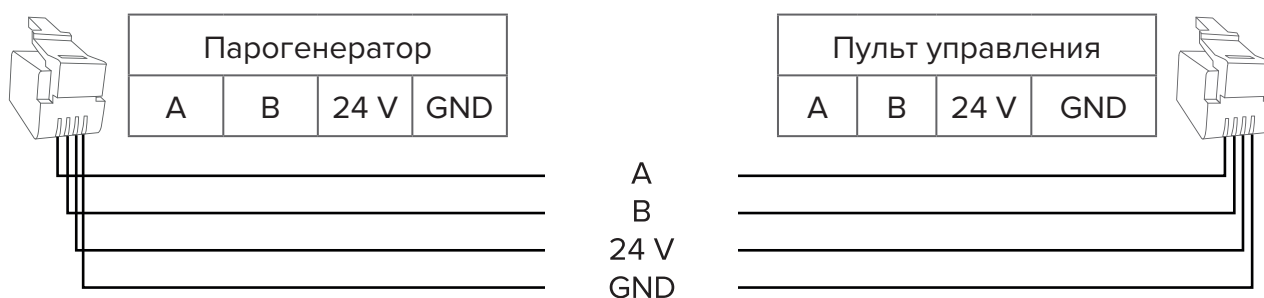 Парогенератор
A B 24 V GND
Пульт управления
A B 24 V GND
A
B
24 V
GND